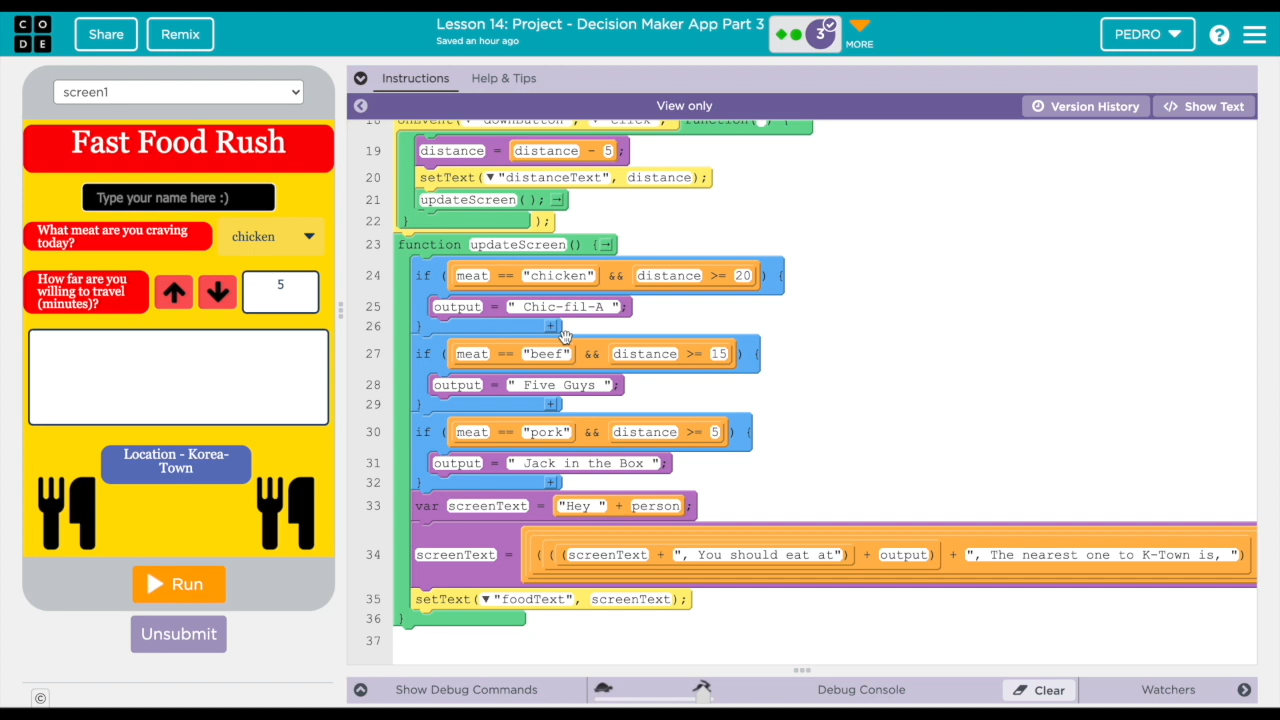 CO
DE
Share
Remix
Lesson 14: Project - Decision Maker App Part 3
Saved an hour ago
3
MORE
PEDRO
?
screen1
Fast Food Rush
Type your name here :)
What meat are you craving
today?
chicken
How far are you
willing to travel
(minutes)?
5
Location - Korea-
Town
Run
Unsubmit
©
Instructions
Help & Tips
View only
Version History
</> Show Text
18 onEvent(▼"downButton", ▼"click", function( ) {
19 distance = distance - 5;
20 setText(▼"distanceText", distance);
21 updateScreen();
22 } );
23 function updateScreen() {
24 if (meat == "chicken" && distance >= 20) {
25 output = " Chic-fil-A ";
26 } +
27 if (meat == "beef" && distance >= 15) {
28 output = " Five Guys ";
29 } +
30 if (meat == "pork" && distance >= 5) {
31 output = " Jack in the Box ";
32 } +
33 var screenText = "Hey " + person;
34 screenText = (((screenText + ", You should eat at") + output) + ", The nearest one to K-Town is, ")
35 setText(▼"foodText", screenText);
36 }
37
Show Debug Commands
Debug Console
Clear
Watchers